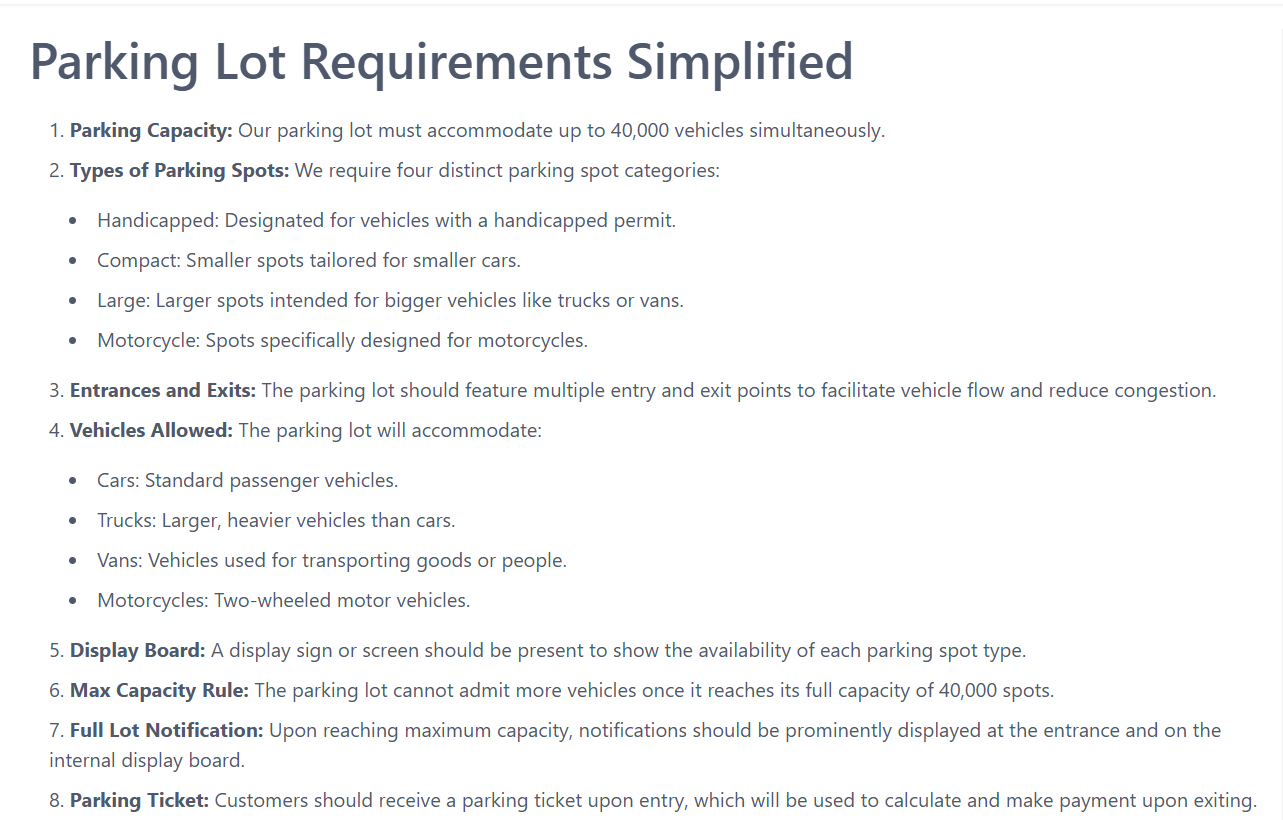 Parking Lot Requirements Simplified
1. Parking Capacity: Our parking lot must accommodate up to 40,000 vehicles simultaneously.
2. Types of Parking Spots: We require four distinct parking spot categories:
• Handicapped: Designated for vehicles with a handicapped permit.
• Compact: Smaller spots tailored for smaller cars.
• Large: Larger spots intended for bigger vehicles like trucks or vans.
• Motorcycle: Spots specifically designed for motorcycles.
3. Entrances and Exits: The parking lot should feature multiple entry and exit points to facilitate vehicle flow and reduce congestion.
4. Vehicles Allowed: The parking lot will accommodate:
• Cars: Standard passenger vehicles.
• Trucks: Larger, heavier vehicles than cars.
• Vans: Vehicles used for transporting goods or people.
• Motorcycles: Two-wheeled motor vehicles.
5. Display Board: A display sign or screen should be present to show the availability of each parking spot type.
6. Max Capacity Rule: The parking lot cannot admit more vehicles once it reaches its full capacity of 40,000 spots.
7. Full Lot Notification: Upon reaching maximum capacity, notifications should be prominently displayed at the entrance and on the
internal display board.
8. Parking Ticket: Customers should receive a parking ticket upon entry, which will be used to calculate and make payment upon exiting.